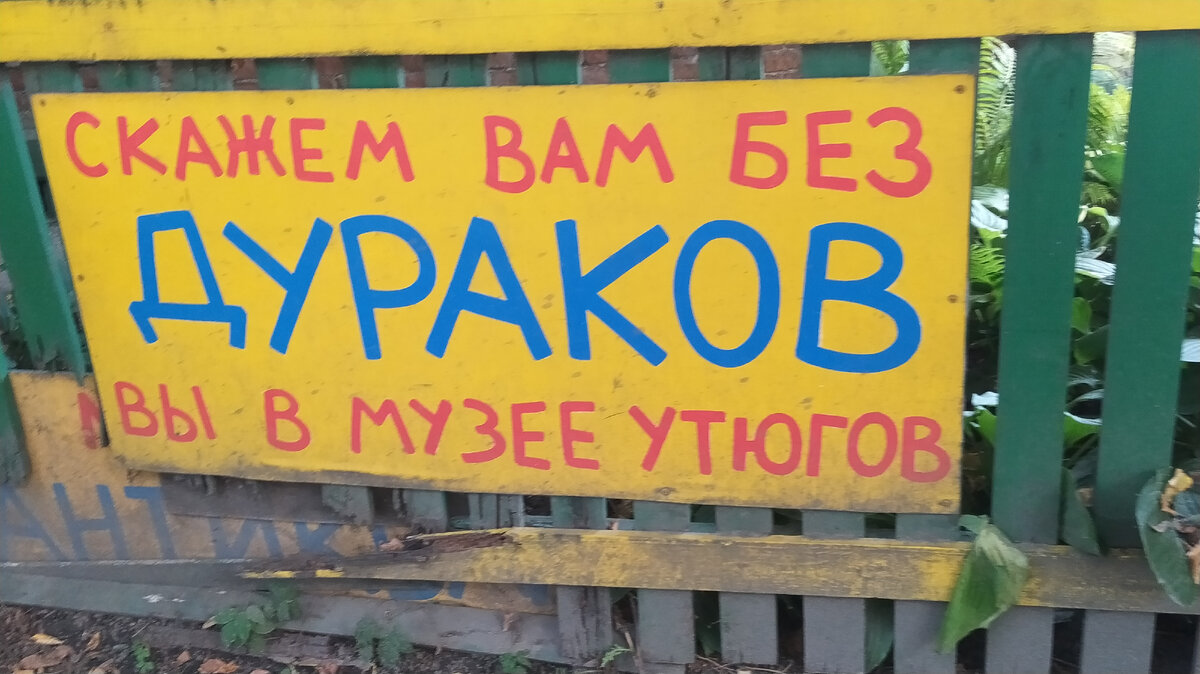 СКАЖЕМ ВАМ БЕЗ
ДУРАКОВ
ВЫ В МУЗЕЕ УТЮГОВ